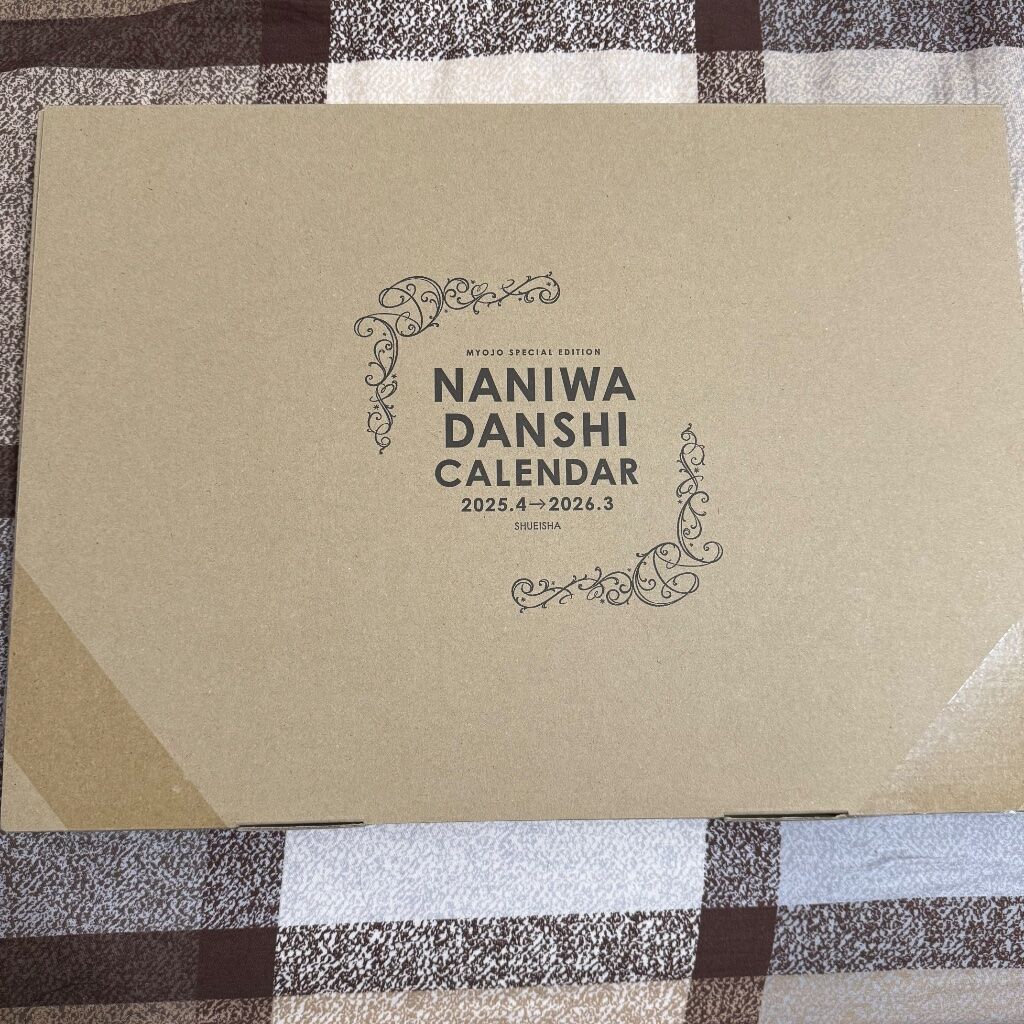 MYOJO SPECIAL EDITION
NANIWA
DANSHI
CALENDAR
2025.4→2026.3
SHUEISHA